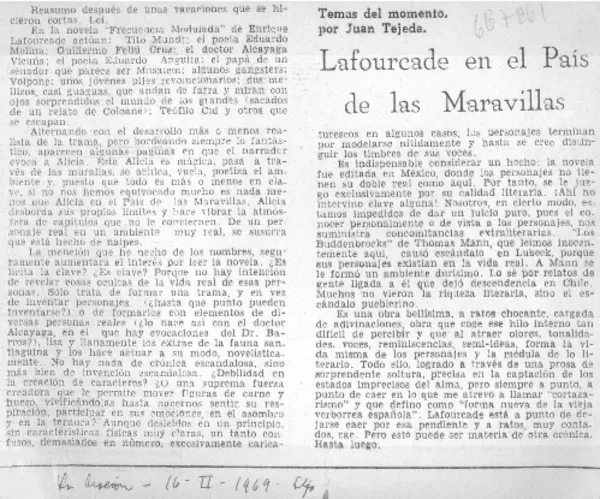 Reasumo después de unas vacaciones que se hi-
cieron cortas. Leí.
En la novela "Frecuencia Modulada" de Enrique
Lafourcade actúan: Tito Mundt; el poeta Eduardo
Molina; Guillermo Feliú Cruz; el doctor Alcayaga
Vicuña; el poeta Eduardo Anguita; el papá de un
senador que parece ser Musuem; algunos gangsters;
Volpone; unos jóvenes pijes revolucionarios; dos me-
llizos, casi guaguas, que andan de farra y miran con
ojos sorprendidos el mundo de los grandes (sacados
de un relato de Coloane); Teófilo Cid y otros que
se escapan.
Alternando con el desarrollo más o menos rea-
lista de la trama, pero bordeando siempre lo fantás-
tico, aparecen algunas páginas en que el narrador
evoca a Alicia. Esta Alicia es mágica, pasa a tra-
vés de las murallas, se achica, vuela, poetiza el am-
biente y, puesto que todo es más o menos en cla-
ve, si no nos hemos equivocado mucho es nada me-
nos que Alicia en el País de las Maravillas. Alicia
desborda sus propios límites y hace vibrar la atmós-
fera de capítulos que no le conciernen. De un per-
sonaje real en un ambiente muy real, se susurra
que está hecho de naipes.
La mención que he hecho de los nombres, segu-
ramente aumentará el interés por leer la novela. ¿Es
lícita la clave? ¿Es clave? Porque no hay intención
de revelar cosas ocultas de la vida real de esas per-
sonas. Sólo trata de formar una trama, y en vez
de inventar personajes (¿hasta qué punto pueden
inventarse?) o de formarlos con elementos de di-
versas personas reales (¿lo hace así con el doctor
Alcayaga, en el que hay evocaciones del Dr. Ba-
rros?), lisa y llanamente los extrae de la fauna san-
tiaguina y los hace actuar a su modo, novelística-
mente. No hay nada de crónica escandalosa, sino
más bien de invención escandalosa. ¿Debilidad en
la creación de caracteres? ¿O una suprema fuerza
creadora que le permite mover figuras de carne y
hueso, vivificándolas hasta hacernos sentir su res-
piración, participar en sus emociones, en el asombro
y en la ternura? Aunque desleídos en un principio,
sin características físicas muy claras, un tanto confu-
sos, demasiados en número, excesivamente carica-
Temas del momento.
por Juan Tejeda.
687861
Lafourcade en el País
de las Maravillas
turescos en algunos casos, los personajes terminan
por modelarse nítidamente y hasta se cree distin-
guir los timbres de sus voces.
Es indispensable considerar un hecho: la novela
fue editada en México, donde los personajes no tie-
nen su doble real como aquí. Por tanto, se le juz-
gó exclusivamente por su calidad literaria. ¡Ahí no
intervino clave alguna! Nosotros, en cierto modo, es-
tamos impedidos de dar un juicio puro, pues el co-
nocer personalmente o de vista a los personajes, nos
suministra concomitancias extraliterarias. "Los
Buddenbrocks" de Thomas Mann, que leimos inocen-
temente aquí, causó escándalo en Lubeck, porque
sus personajes existían en la vida real. A Mann se
le formó un ambiente durísimo. Lo sé por relatos de
gente ligada a él que dejó descendencia en Chile.
Muchos no vieron la riqueza literaria, sino el es-
cándalo pueblerino.
Es una obra bellísima, a ratos chocante, cargada
de adivinaciones, obra que coge ese hilo interno tan
difícil de percibir y que al atraer olores, tonalida-
des, voces, reminiscencias, semi-ideas, forma la vi-
da misma de los personajes y la médula de lo li-
terario. Todo ello, logrado a través de una prosa de
sorprendente soltura, precisa en la captación de los
estados imprecisos del alma, pero siempre a punto, a
punto de caer en lo que me atrevo a llamar "cortaza-
rismo" y que defino como "forma nueva de la vieja
verborrea española". Lafourcade está a punto de de-
jarse caer por esa pendiente y a ratos, muy conta-
dos, cae. Pero esto puede ser materia de otra crónica.
Hasta luego.
La Nación - 16-II-1969. Stgo